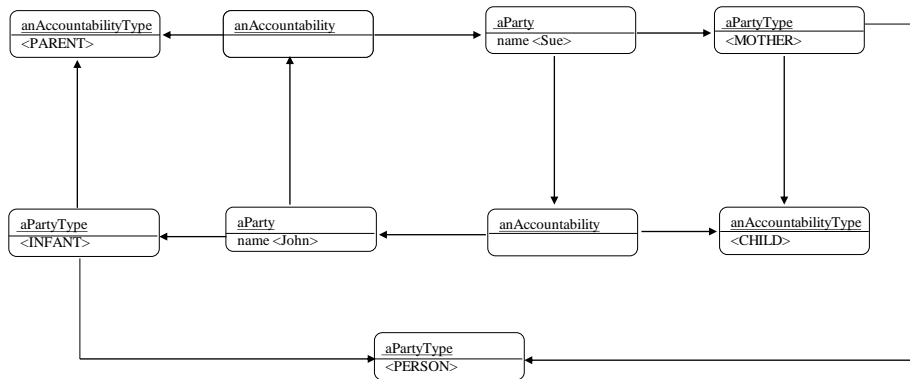 anAccountabilityType
<PARENT>
anAccountability
aParty
name <Sue>
aPartyType
<MOTHER>
aPartyType
<INFANT>
aParty
name <John>
anAccountability
anAccountabilityType
<CHILD>
aPartyType
<PERSON>